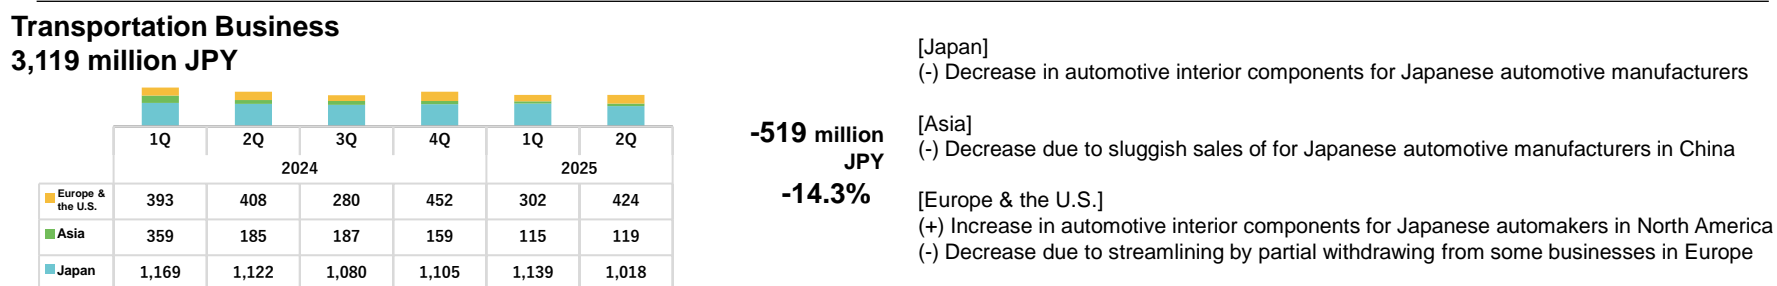 Transportation Business
3,119 million JPY
1Q 2Q 3Q 4Q 1Q 2Q
2024 2025
Europe &
the U.S.
393 408 280 452 302 424
Asia 359 185 187 159 115 119
Japan 1,169 1,122 1,080 1,105 1,139 1,018
-519 million
JPY
-14.3%
[Japan]
(-) Decrease in automotive interior components for Japanese automotive manufacturers
[Asia]
(-) Decrease due to sluggish sales of for Japanese automotive manufacturers in China
[Europe & the U.S.]
(+) Increase in automotive interior components for Japanese automakers in North America
(-) Decrease due to streamlining by partial withdrawing from some businesses in Europe